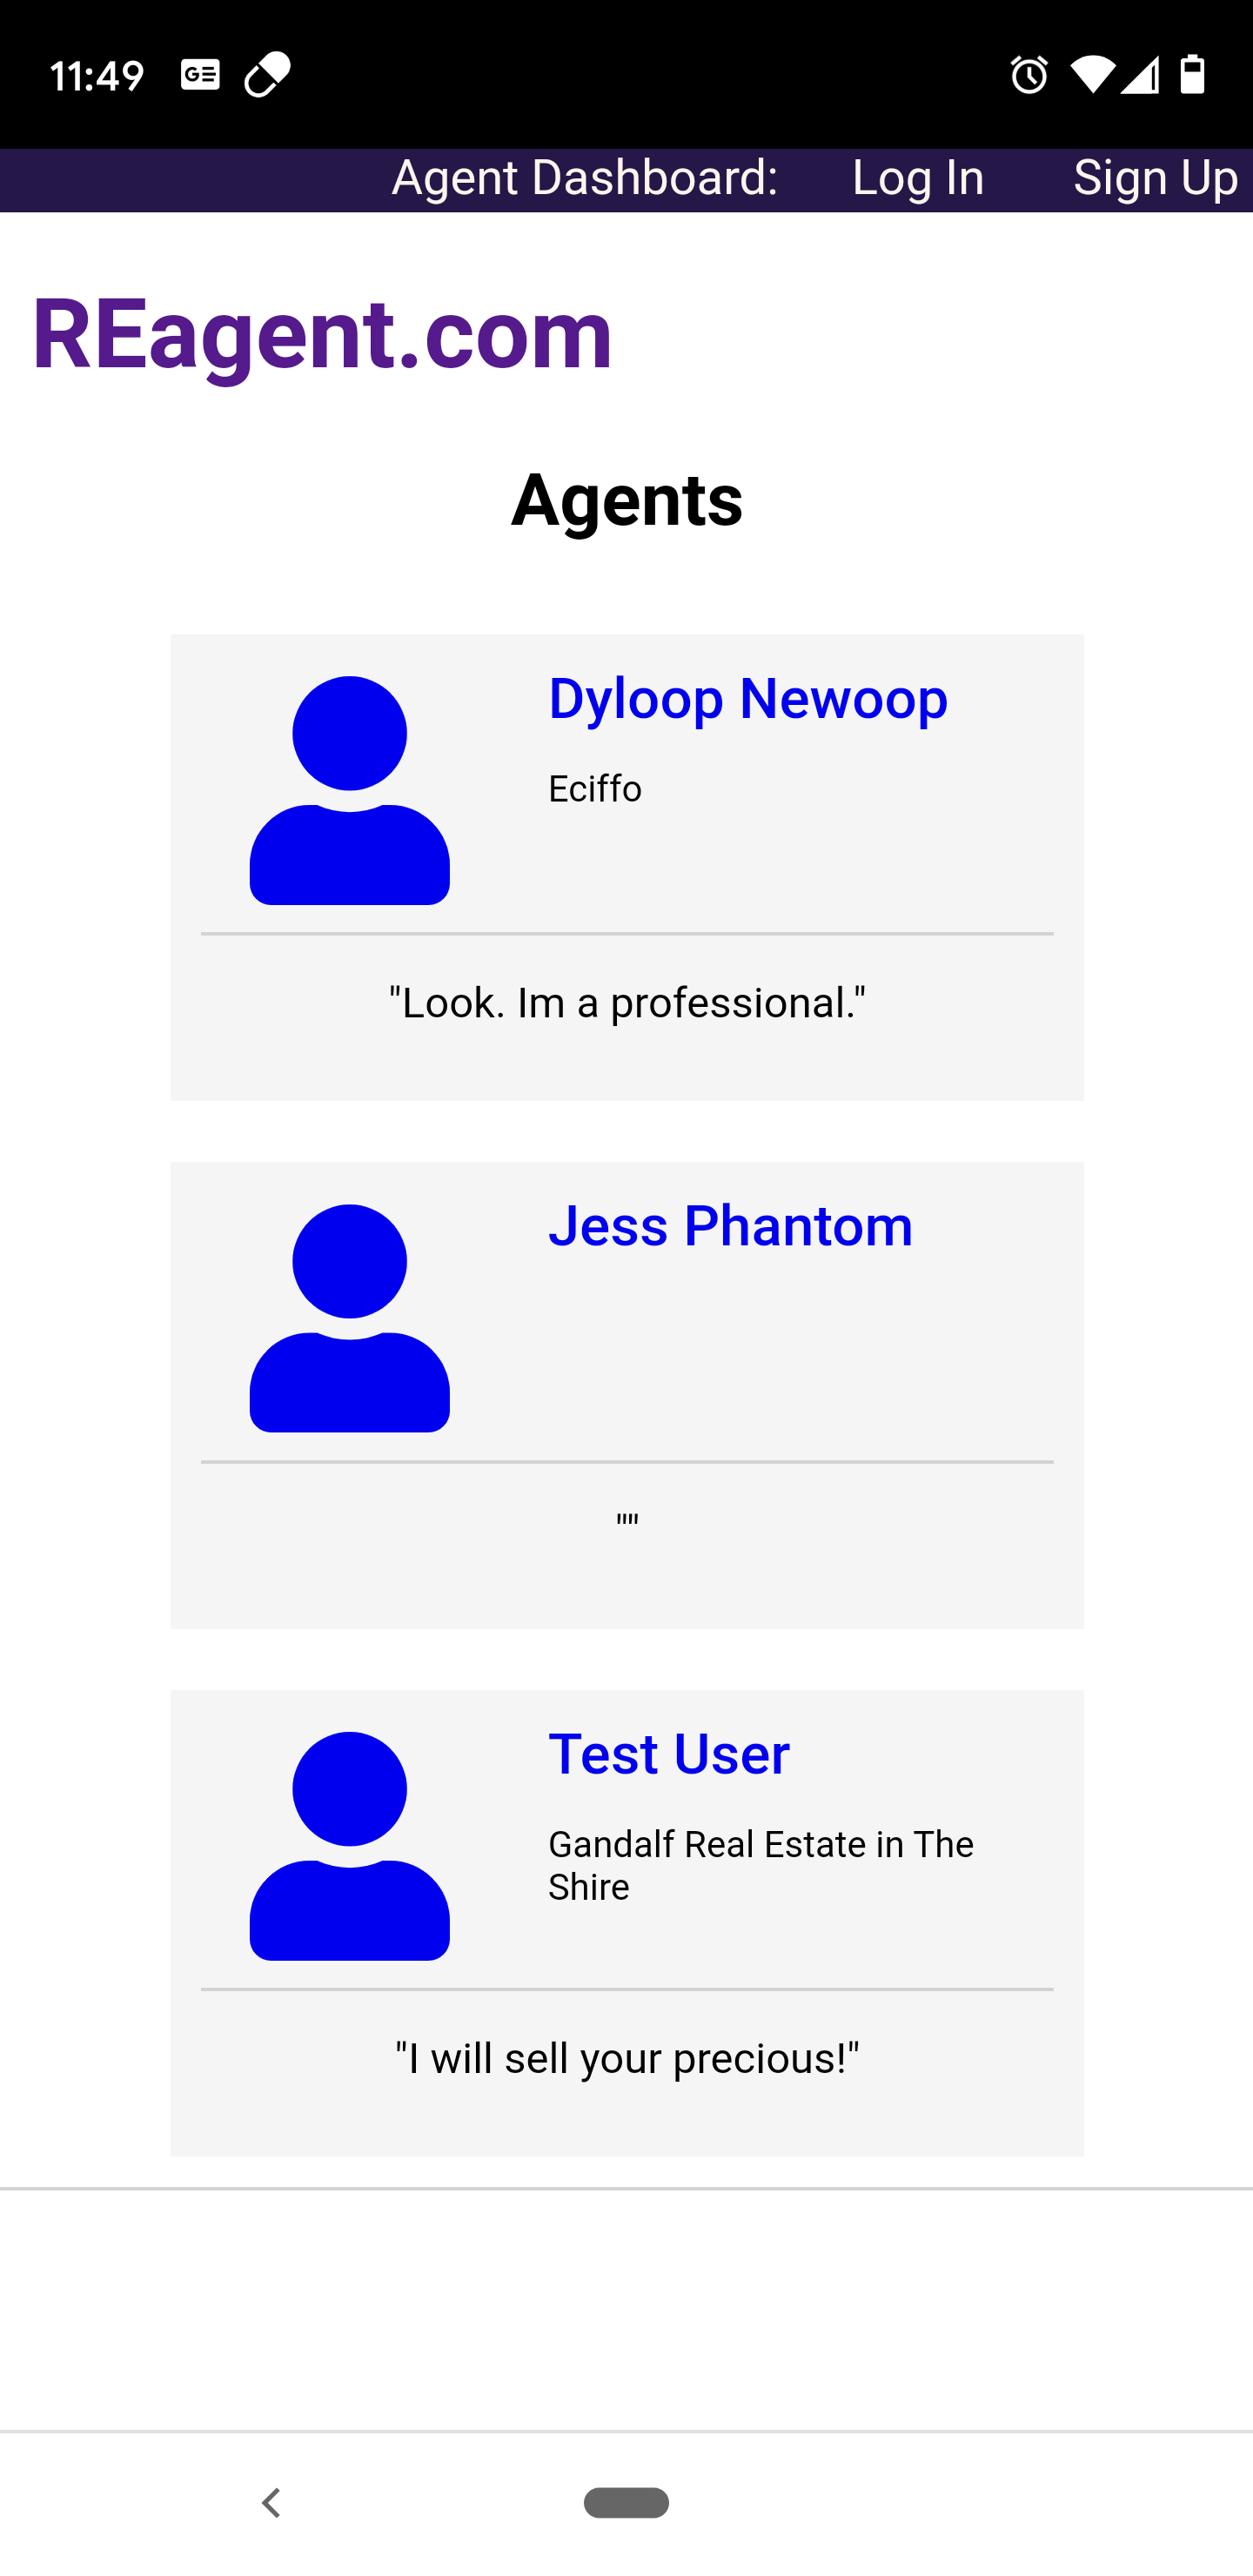 11:49
Agent Dashboard: Log In Sign Up
REagent.com
Agents
Dyloop Newoop
Eciffo
"Look. Im a professional."
Jess Phantom
""
Test User
Gandalf Real Estate in The
Shire
"I will sell your precious!"